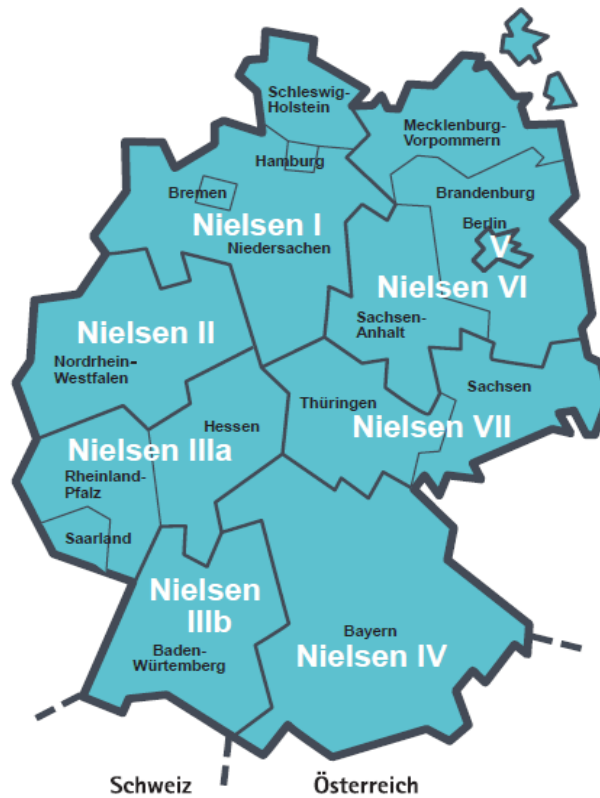 Schleswig-
Holstein
Mecklenburg-
Vorpommern
Hamburg
Bremen
Brandenburg
Nielsen I
Berlin
V
Niedersachen
Nielsen VI
Sachsen-
Anhalt
Nielsen II
Nordrhein-
Westfalen
Sachsen
Thüringen
Hessen
Nielsen VII
Nielsen IIIa
Rheinland-
Pfalz
Saarland
Nielsen
IIIb
Baden-
Würtemberg
Bayern
Nielsen IV
Schweiz
Österreich